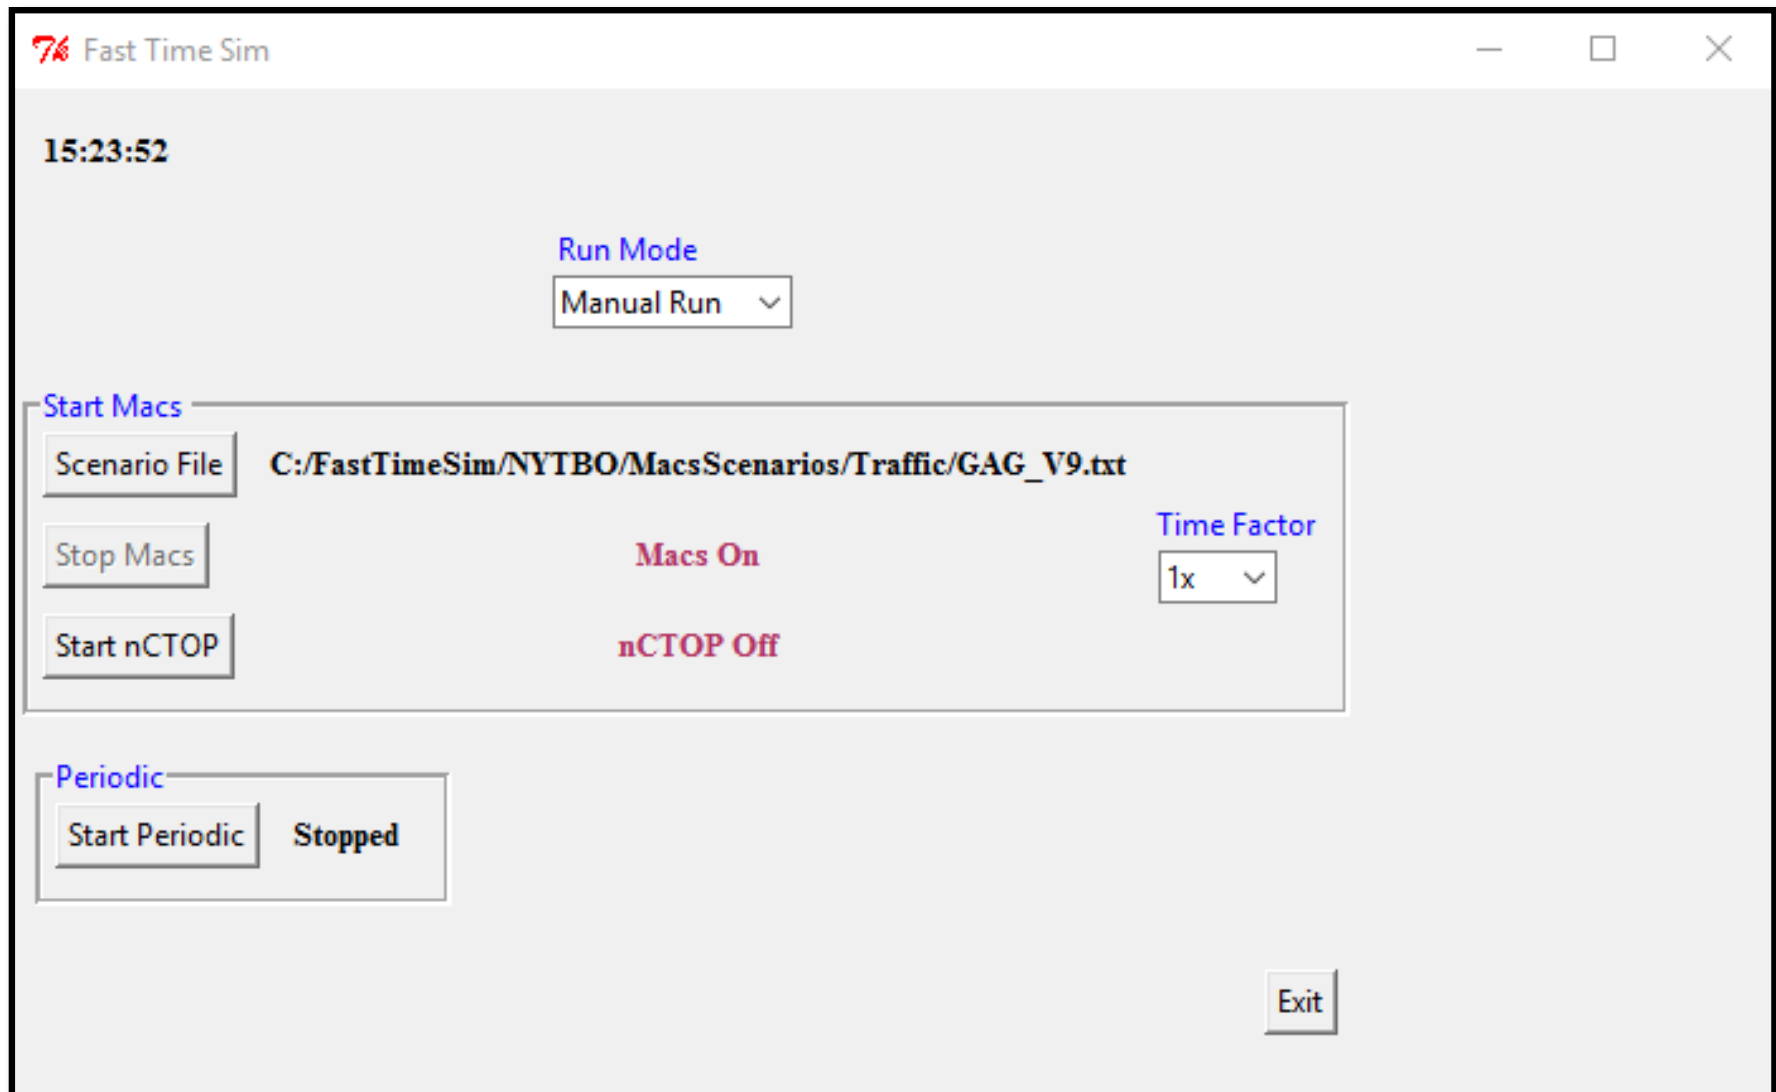 Fast Time Sim
15:23:52
Run Mode
Manual Run
Start Macs
Scenario File C:/FastTimeSim/NYTBO/MacsScenarios/Traffic/GAG_V9.txt
Time Factor
Stop Macs Macs On 1x
Start nCTOP nCTOP Off
Periodic
Start Periodic Stopped
Exit